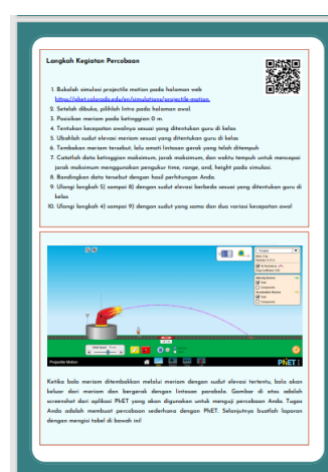 Langkah Kegiatan Percobaan
1. Bukalah simulasi projectile motion pada halaman web
https://phet.colorado.edu/en/simulations/projectile-motion.
2. Setelah dibuka, pilihlah Intro pada halaman awal.
3. Posisikan meriam pada ketinggian 0 m.
4. Tentukan kecepatan awalnya sesuai yang ditentukan guru di kelas
5. Ubahlah sudut elevasi meriam sesuai yang ditentukan guru di kelas
6. Tembakan meriam tersebut, lalu amati lintasan gerak yang telah ditempuh
7. Catatlah data ketinggian maksimum, jarak maksimum, dan waktu tempuh untuk mencapai
jarak maksimum menggunakan pengukur time, range, and, height pada simulasi.
8. Bandingkan data tersebut dengan hasil perhitungan Anda.
9. Ulangi langkah 5) sampai 8) dengan sudut elevasi berbeda sesuai yang ditentukan guru di
kelas
10. Ulangi langkah 4) sampai 9) dengan sudut yang sama dan dua variasi kecepatan awal
Projectile Motion
PhET
Ketika bola meriam ditembakkan melalui meriam dengan sudut elevasi tertentu, bola akan
keluar dari meriam dan bergerak dengan lintasan parabola. Gambar di atas adalah
screenshot dari aplikasi PhET yang akan digunakan untuk menguji percobaan Anda. Tugas
Anda adalah membuat percobaan sederhana dengan PhET. Selanjutnya buatlah laporan
dengan mengisi tabel di bawah ini!